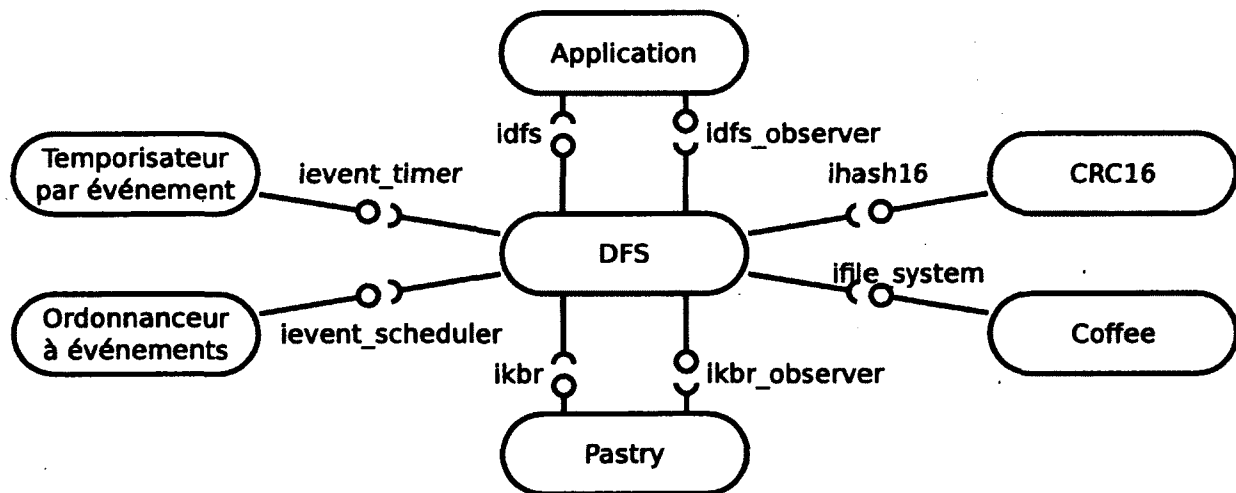 Application
idfs
idfs_observer
Temporisateur
par événement
ievent_timer
ihash16
CRC16
DFS
ifile_system
Ordonnanceur
à événements
ievent_scheduler
Coffee
ikbr
ikbr_observer
Pastry